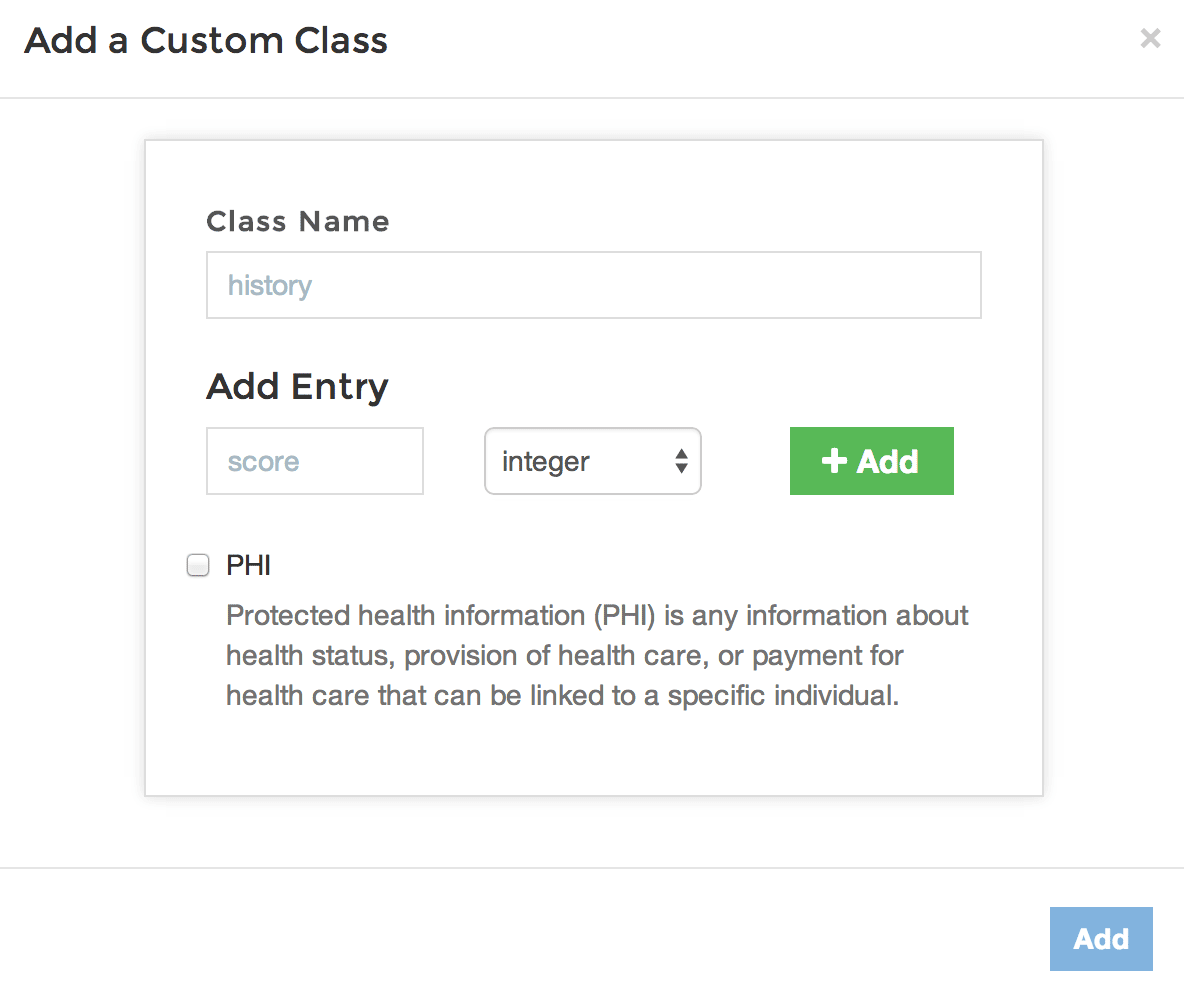 Add a Custom Class ×
Class Name
history
Add Entry
score integer + Add
PHI
Protected health information (PHI) is any information about
health status, provision of health care, or payment for
health care that can be linked to a specific individual.
Add